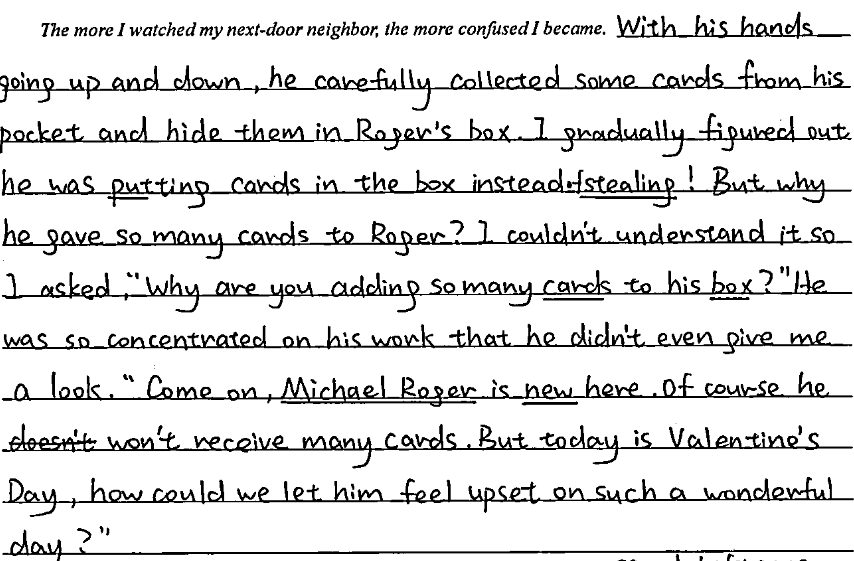 The more I watched my next-door neighbor, the more confused I became. With his hands
going up and down, he carefully collected some cards from his
pocket and hide them in Roger's box. I gradually figured out
he was putting cards in the box instead of stealing! But why
he gave so many cards to Roger? I couldn't understand it so
I asked, "Why are you adding so many cards to his box?" He
was so concentrated on his work that he didn't even give me
a look. "Come on, Michael Roger is new here. Of course he
doesn't won't receive many cards. But today is Valentine's
Day, how could we let him feel upset on such a wonderful
day?"